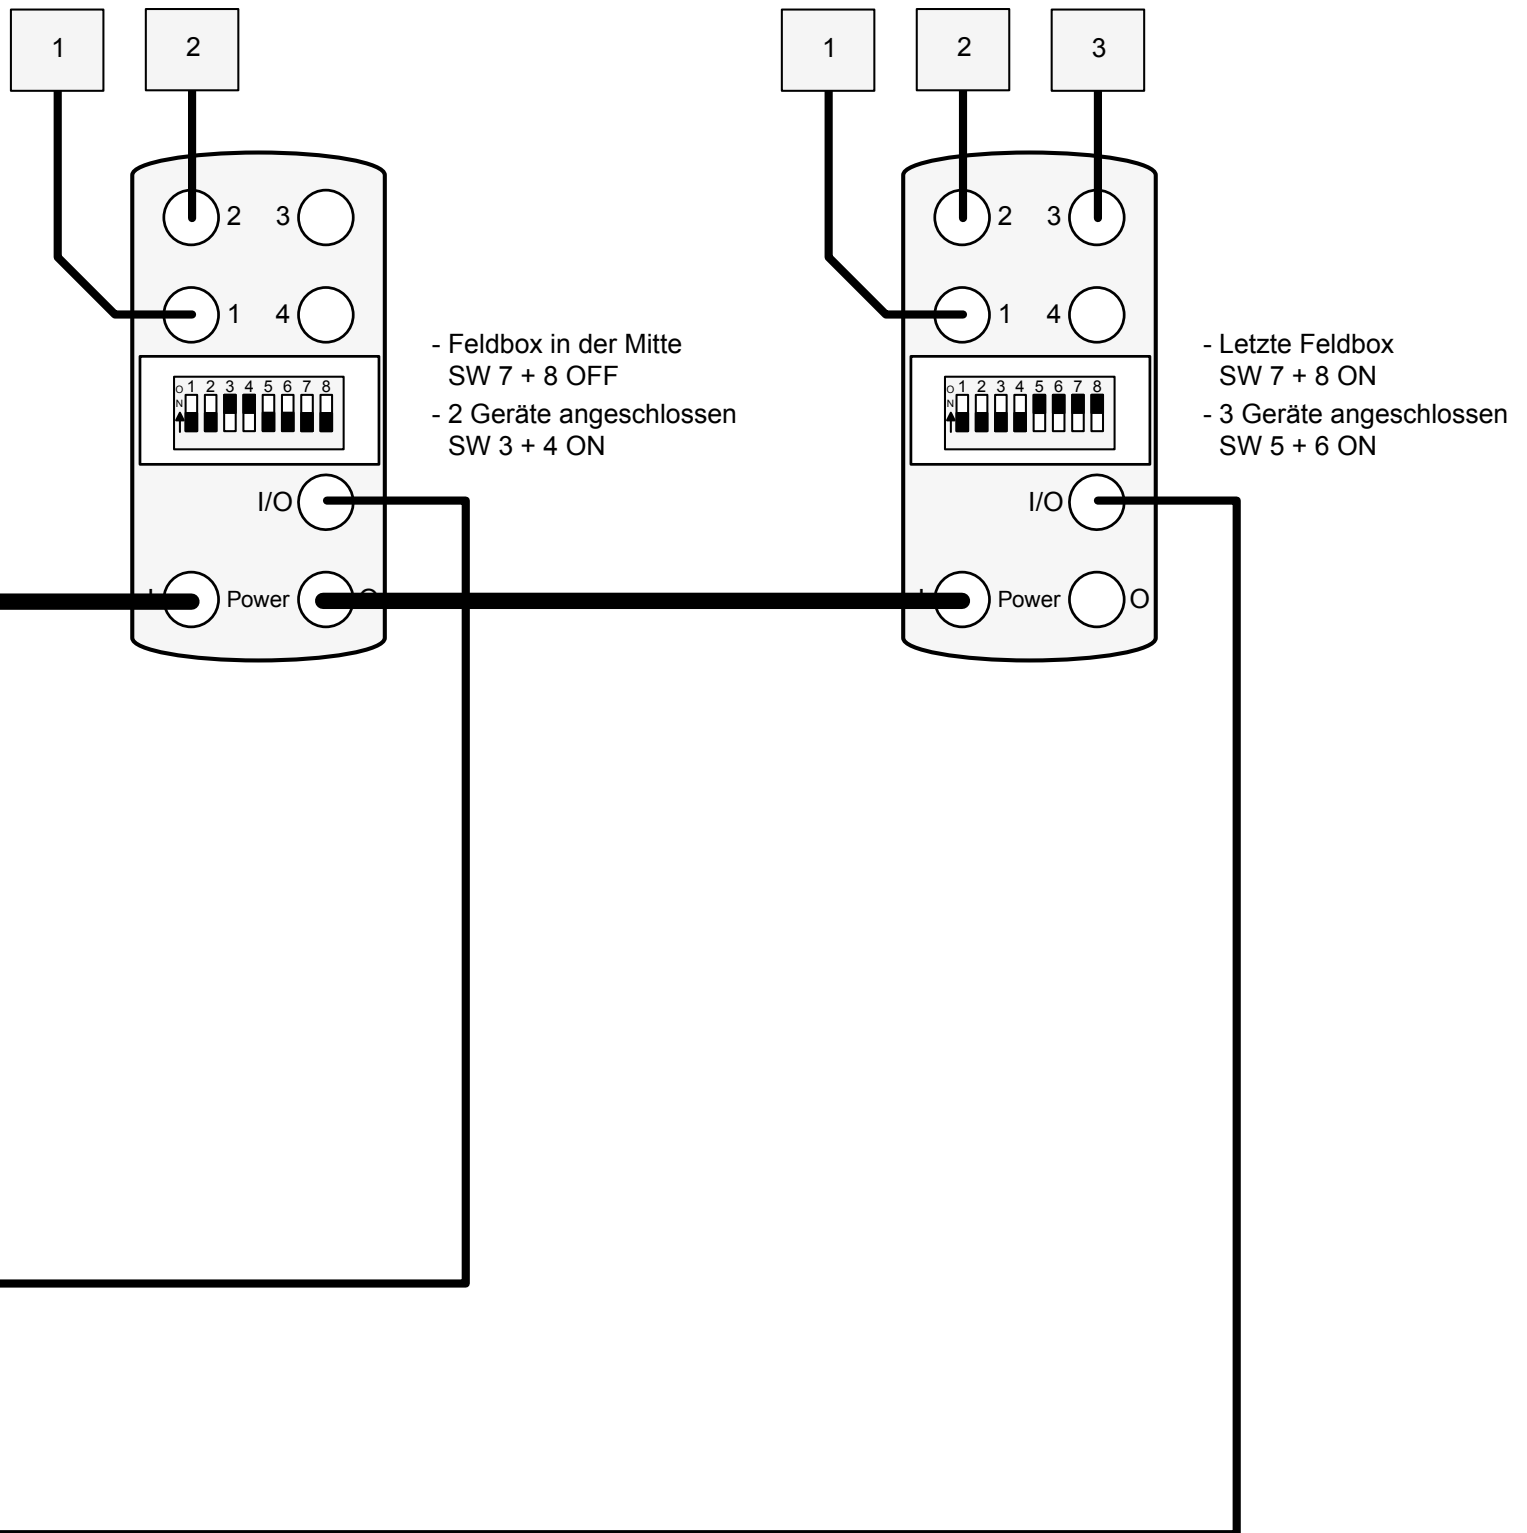 1 2
1 2 3
2 3
1 4
O 1 2 3 4 5 6 7 8
N
I/O
Power
- Feldbox in der Mitte
SW 7 + 8 OFF
- 2 Geräte angeschlossen
SW 3 + 4 ON
2 3
1 4
O 1 2 3 4 5 6 7 8
N
I/O
Power O
- Letzte Feldbox
SW 7 + 8 ON
- 3 Geräte angeschlossen
SW 5 + 6 ON